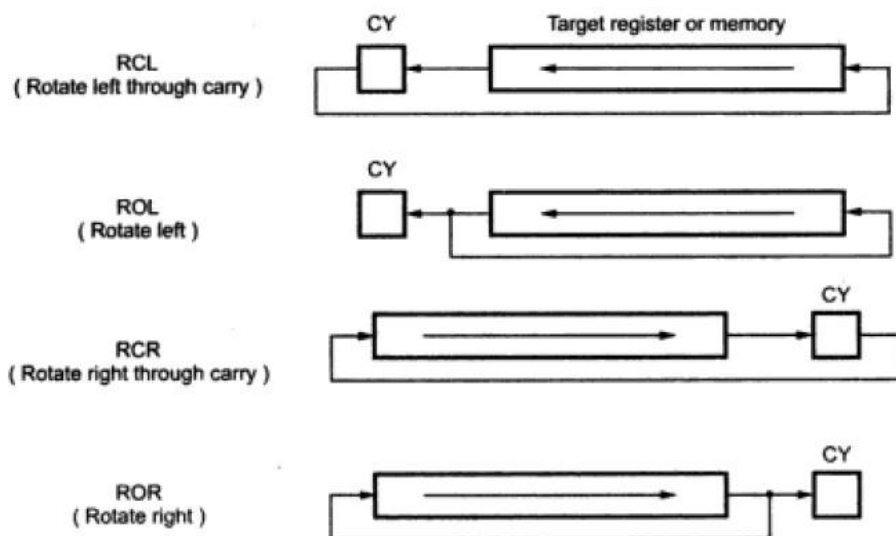 CY Target register or memory
RCL
( Rotate left through carry )
CY
ROL
( Rotate left )
CY
RCR
( Rotate right through carry )
CY
ROR
( Rotate right )